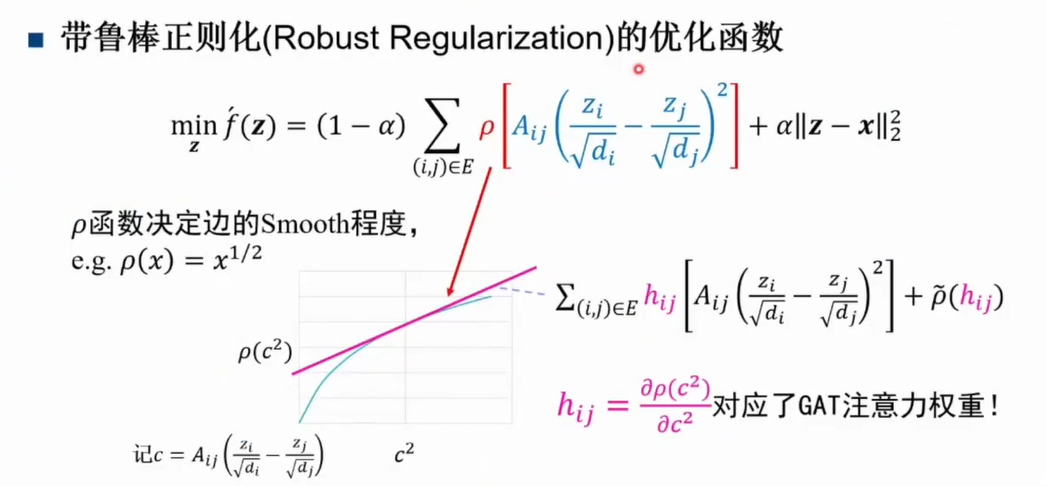 ▪ 带鲁棒正则化(Robust Regularization)的优化函数
$\min_{\boldsymbol{z}} \acute{f}(\boldsymbol{z}) = (1-\alpha) \sum_{(i,j)\in E} \rho\left[A_{ij}\left(\frac{z_i}{\sqrt{d_i}} - \frac{z_j}{\sqrt{d_j}}\right)^2\right] + \alpha\|\boldsymbol{z}-\boldsymbol{x}\|_2^2$
ρ函数决定边的Smooth程度,
e.g. $\rho(x) = x^{1/2}$
$\sum_{(i,j)\in E} h_{ij}\left[A_{ij}\left(\frac{z_i}{\sqrt{d_i}} - \frac{z_j}{\sqrt{d_j}}\right)^2\right] + \tilde{\rho}(h_{ij})$
$\rho(c^2)$
$h_{ij} = \frac{\partial\rho(c^2)}{\partial c^2}$对应了GAT注意力权重!
记$c = A_{ij}\left(\frac{z_i}{\sqrt{d_i}} - \frac{z_j}{\sqrt{d_j}}\right)$
$c^2$